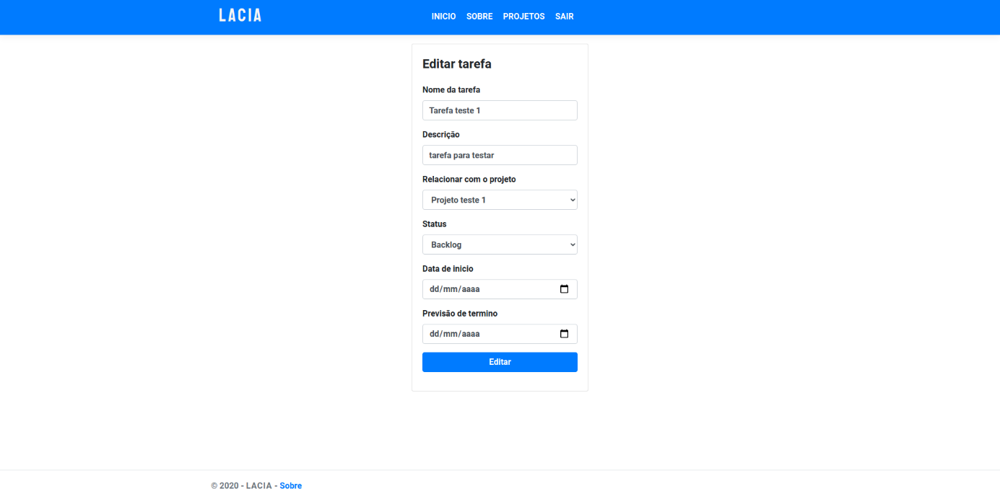 LACIA
INICIO SOBRE PROJETOS SAIR
Editar tarefa
Nome da tarefa
Tarefa teste 1
Descrição
tarefa para testar
Relacionar com o projeto
Projeto teste 1
Status
Backlog
Data de inicio
dd/mm/aaaa
Previsão de termino
dd/mm/aaaa
Editar
© 2020 - LACIA - Sobre